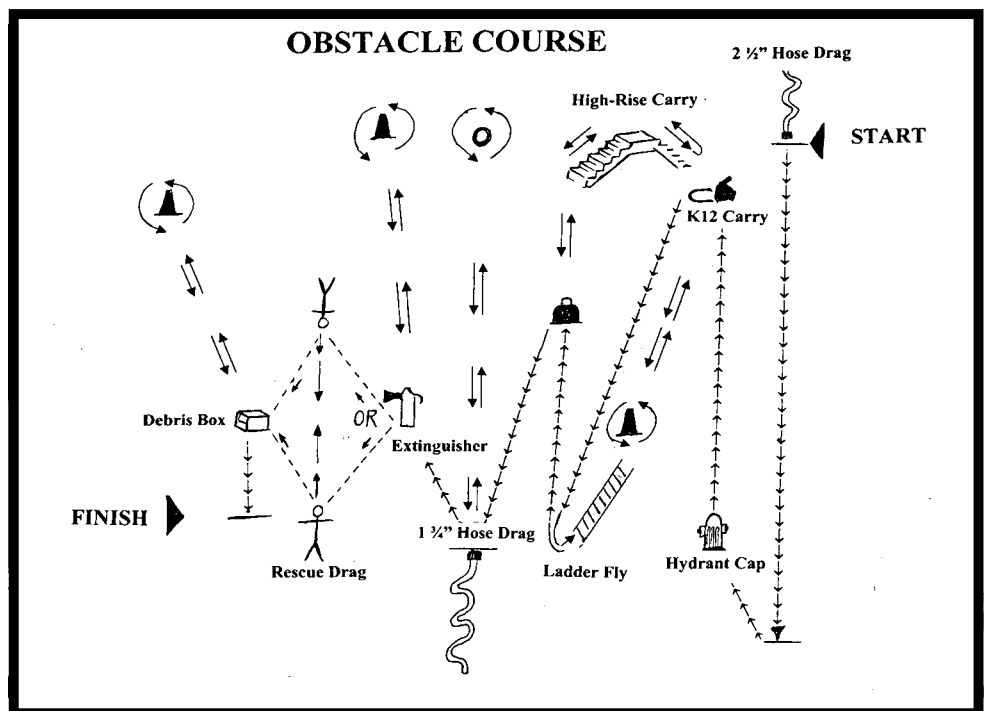 OBSTACLE COURSE
2 ½” Hose Drag
High-Rise Carry
START
K12 Carry
Debris Box
OR
Extinguisher
FINISH
1 ¾” Hose Drag
Rescue Drag
Ladder Fly
Hydrant Cap